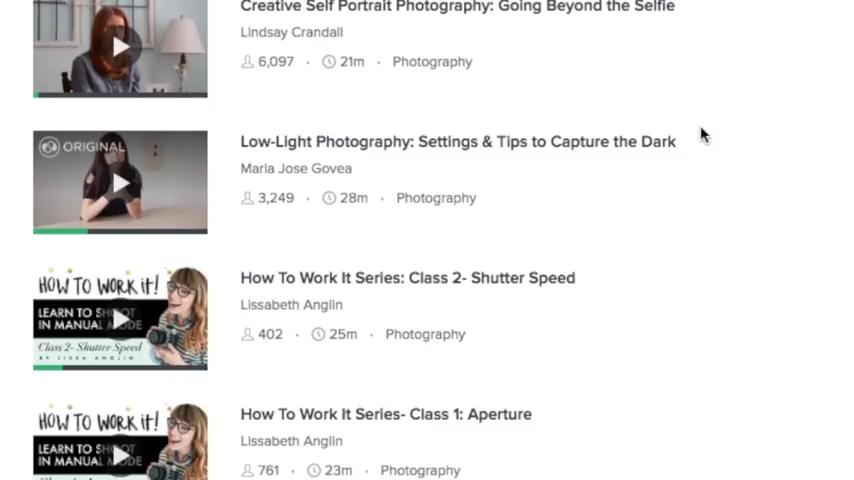 Creative Self Portrait Photography: Going Beyond the Selfie
Lindsay Crandall
6,097 · 21m · Photography
ORIGINAL
Low-Light Photography: Settings & Tips to Capture the Dark
Maria Jose Govea
3,249 · 28m · Photography
HOW TO WORK IT!
LEARN TO SHOOT
IN MANUAL MODE
Class 2- Shutter Speed
BY LISSA ANGLIN
How To Work It Series: Class 2- Shutter Speed
Lissabeth Anglin
402 · 25m · Photography
HOW TO WORK IT!
LEARN TO SHOOT
IN MANUAL MODE
How To Work It Series- Class 1: Aperture
Lissabeth Anglin
761 · 23m · Photography